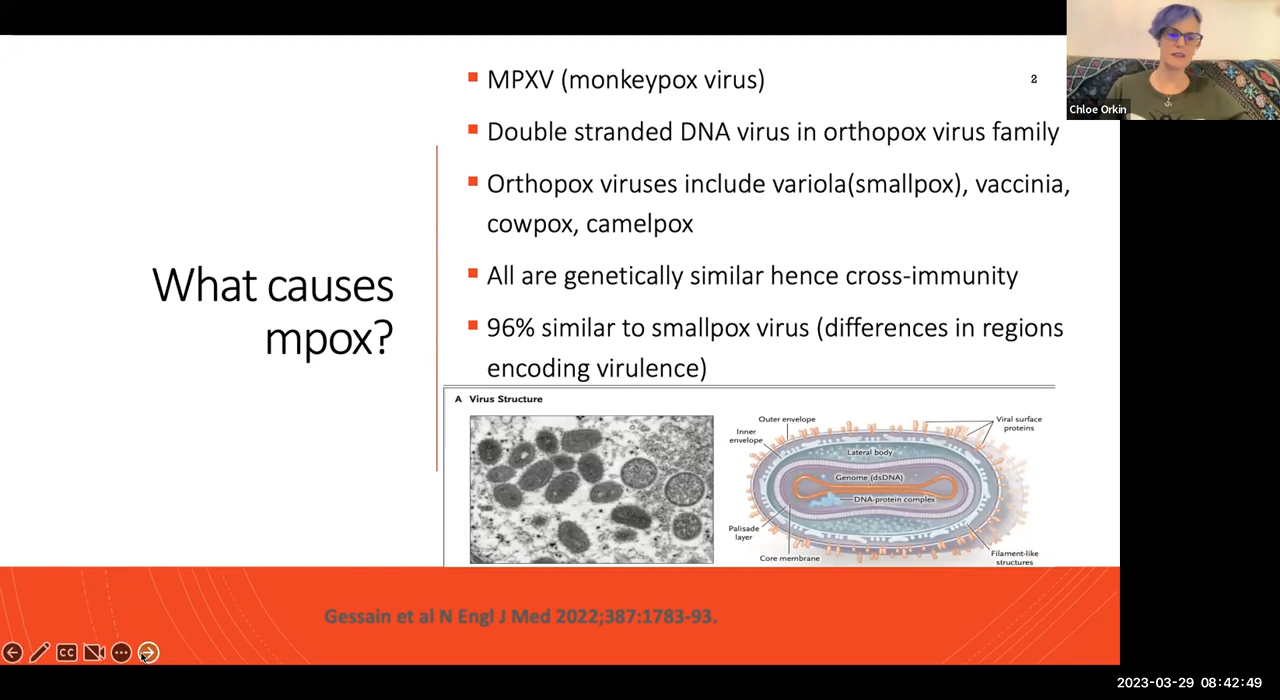 What causes
mpox?
MPXV (monkeypox virus)
2
Double stranded DNA virus in orthopox virus family
Orthopox viruses include variola(smallpox), vaccinia,
cowpox, camelpox
All are genetically similar hence cross-immunity
96% similar to smallpox virus (differences in regions
encoding virulence)
A Virus Structure
Outer envelope
Inner
envelope
Viral surface
proteins
Lateral body
Genome (dsDNA)
DNA-protein complex
Palisade
layer
Core membrane
Filament-like
structures
Gessain et al N Engl J Med 2022;387:1783-93.
CC
Chloe Orkin
2023-03-29 08:42:49